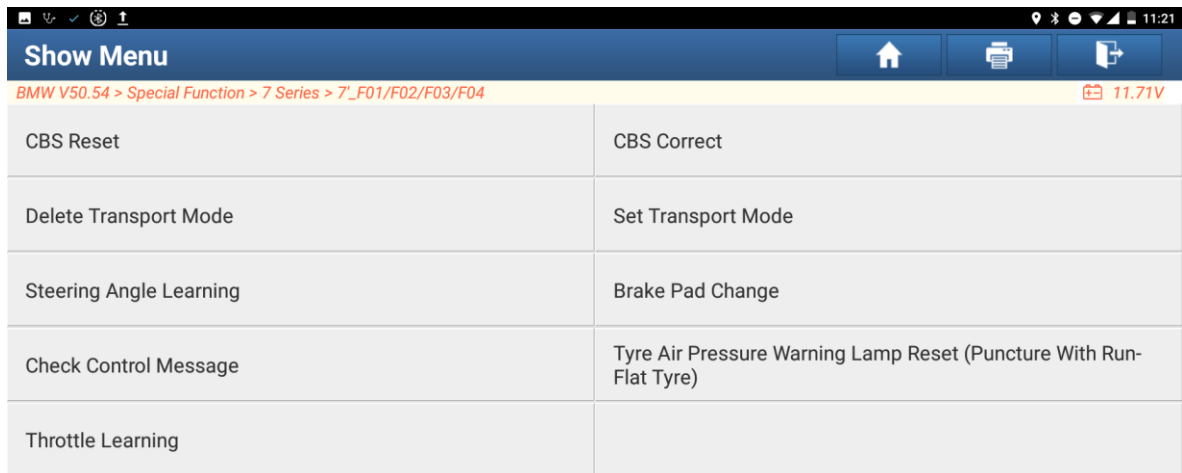 11:21
Show Menu
BMW V50.54 > Special Function > 7 Series > 7'_F01/F02/F03/F04
11.71V
CBS Reset
CBS Correct
Delete Transport Mode
Set Transport Mode
Steering Angle Learning
Brake Pad Change
Check Control Message
Tyre Air Pressure Warning Lamp Reset (Puncture With Run-
Flat Tyre)
Throttle Learning